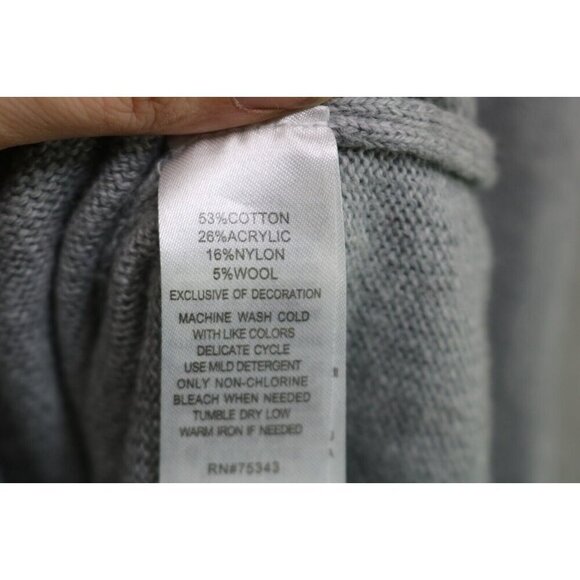 53%COTTON
26%ACRYLIC
16%NYLON
5%WOOL
EXCLUSIVE OF DECORATION
MACHINE WASH COLD
WITH LIKE COLORS
DELICATE CYCLE
USE MILD DETERGENT
ONLY NON-CHLORINE
BLEACH WHEN NEEDED
TUMBLE DRY LOW
WARM IRON IF NEEDED
RN#75343